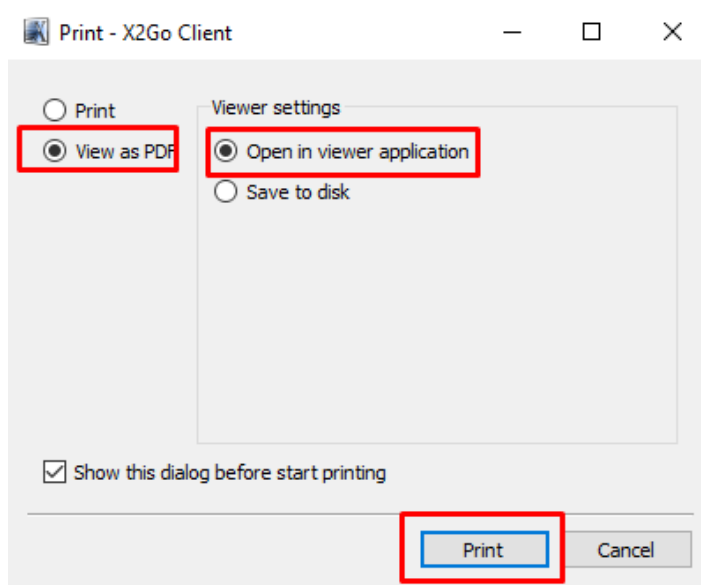 Print - X2Go Client
Print
Viewer settings
View as PDF
Open in viewer application
Save to disk
Show this dialog before start printing
Print
Cancel